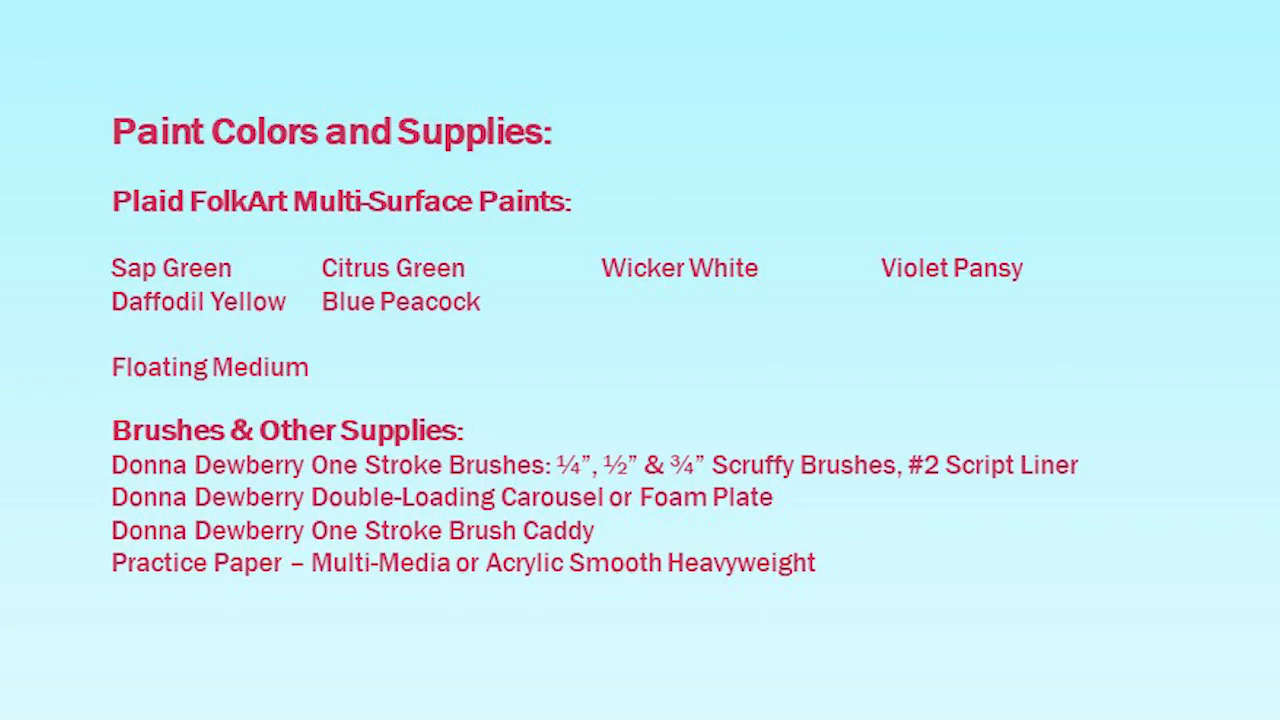 Paint Colors and Supplies:
Plaid FolkArt Multi-Surface Paints:
Sap Green Citrus Green Wicker White Violet Pansy
Daffodil Yellow Blue Peacock
Floating Medium
Brushes & Other Supplies:
Donna Dewberry One Stroke Brushes: ¼”, ½” & ¾” Scruffy Brushes, #2 Script Liner
Donna Dewberry Double-Loading Carousel or Foam Plate
Donna Dewberry One Stroke Brush Caddy
Practice Paper – Multi-Media or Acrylic Smooth Heavyweight